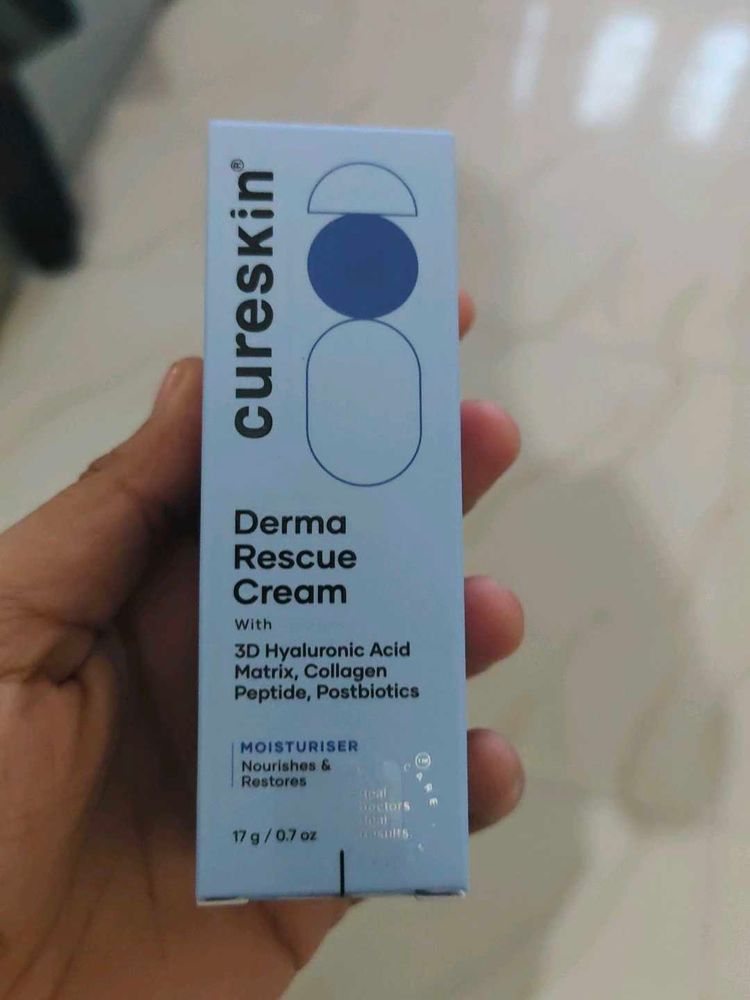 cureskin®
Derma
Rescue
Cream
With
3D Hyaluronic Acid
Matrix, Collagen
Peptide, Postbiotics
MOISTURISER
Nourishes &
Restores
17 g / 0.7 oz
doctors